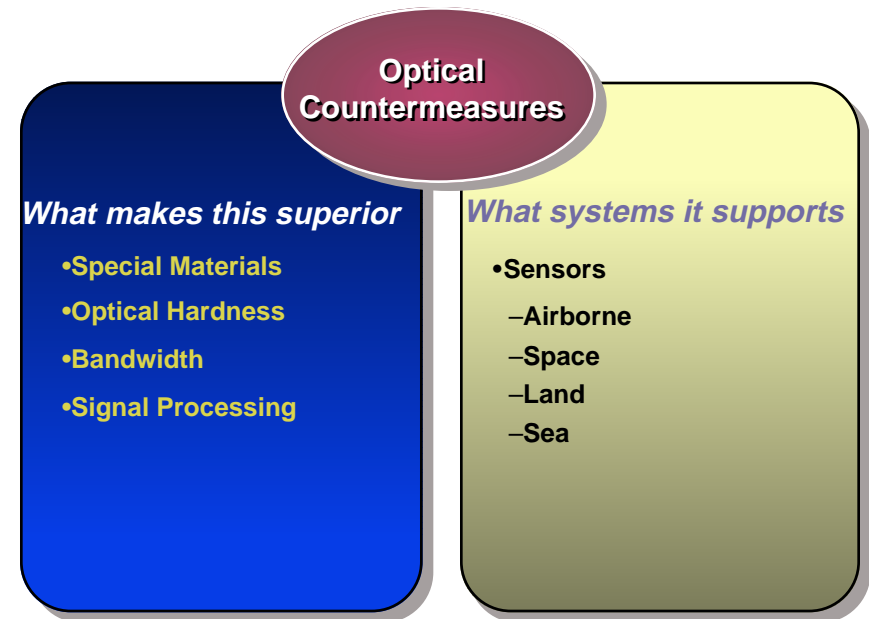 Optical
Countermeasures
What makes this superior
•Special Materials
•Optical Hardness
•Bandwidth
•Signal Processing
What systems it supports
•Sensors
–Airborne
–Space
–Land
–Sea